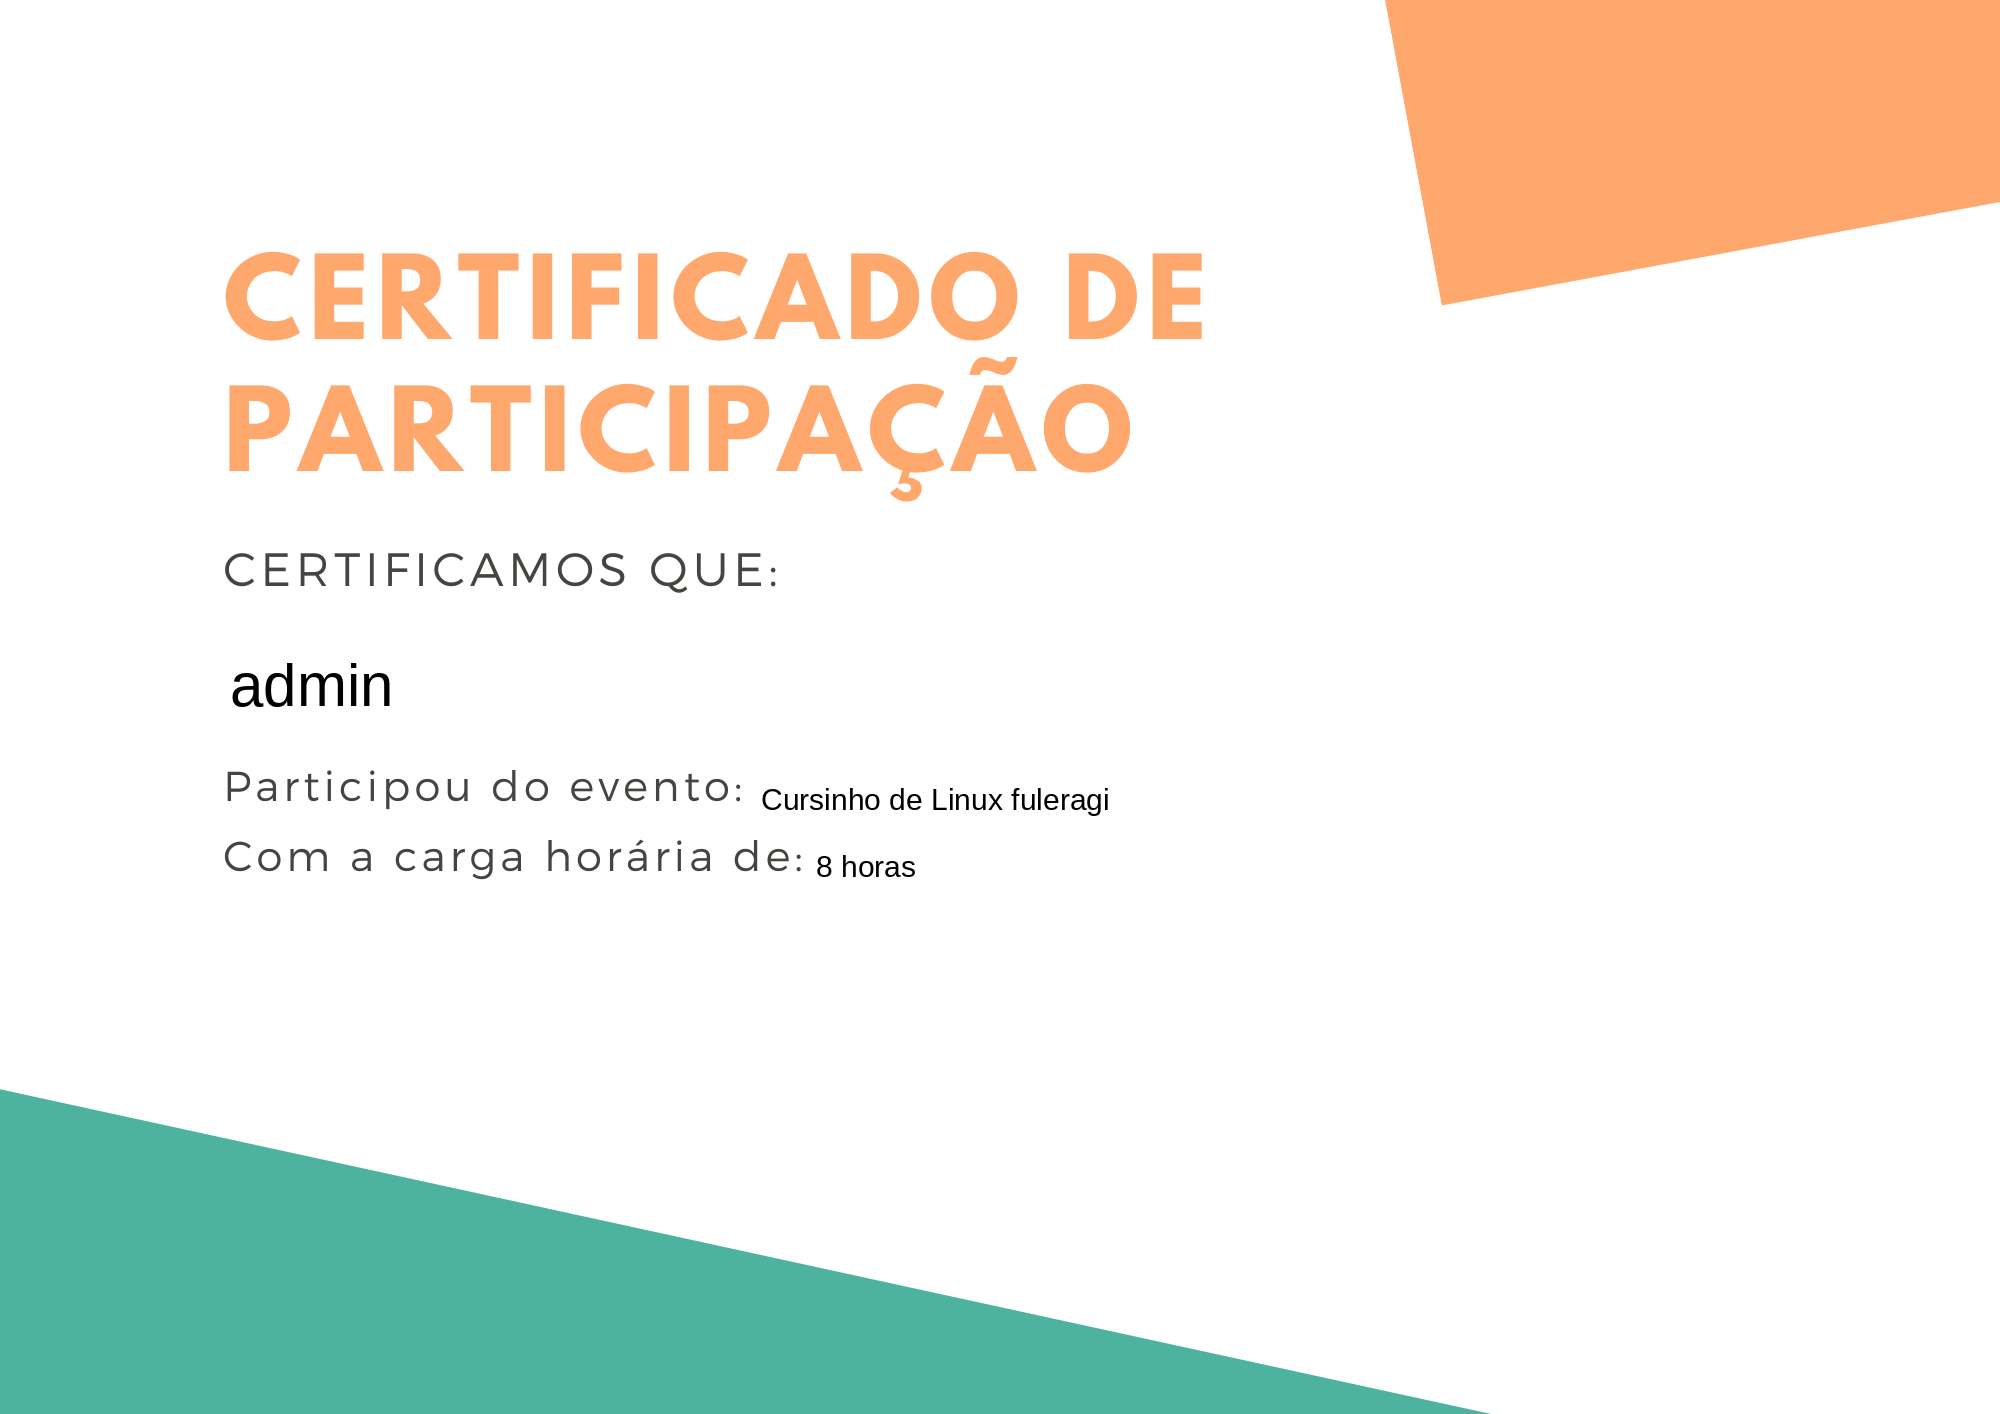 CERTIFICADO DE
PARTICIPAÇÃO
CERTIFICAMOS QUE:
admin
Participou do evento: Cursinho de Linux fuleragi
Com a carga horária de: 8 horas